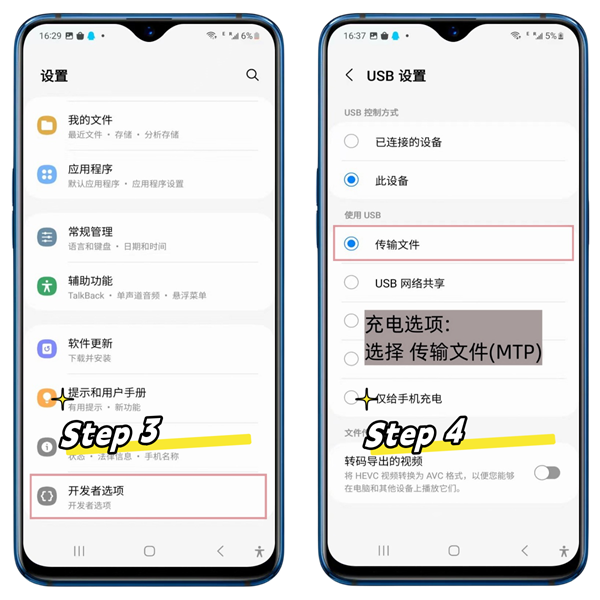 16:29
6%
设置
我的文件
最近文件 • 存储 • 分析存储
应用程序
默认应用程序 • 应用程序设置
常规管理
语言和键盘 • 日期和时间
辅助功能
TalkBack • 单声道音频 • 悬浮菜单
软件更新
下载并安装
提示和用户手册
有用提示 • 新功能
Step 3
状态 • 法律信息 • 手机名称
开发者选项
开发者选项
16:37
5%
USB 设置
USB 控制方式
已连接的设备
此设备
使用 USB
传输文件
USB 网络共享
充电选项:
选择 传输文件(MTP)
仅给手机充电
Step 4
文件传
转码导出的视频
将 HEVC 视频转换为 AVC 格式，以便您能够
在电脑和其他设备上播放它们。